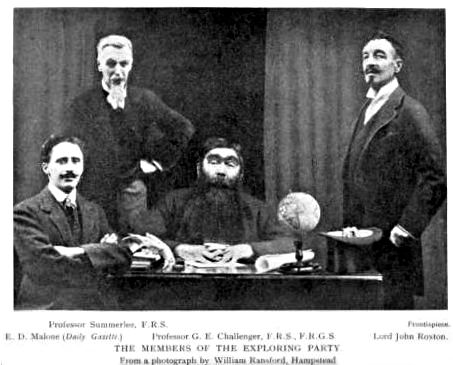 Professor Summerlee, F.R.S. Frontispiece.
E. D. Malone (Daily Gazette.) Professor G. E. Challenger, F.R.S., F.R.G.S Lord John Roxton.
THE MEMBERS OF THE EXPLORING PARTY
From a photograph by William Ransford, Hampstead